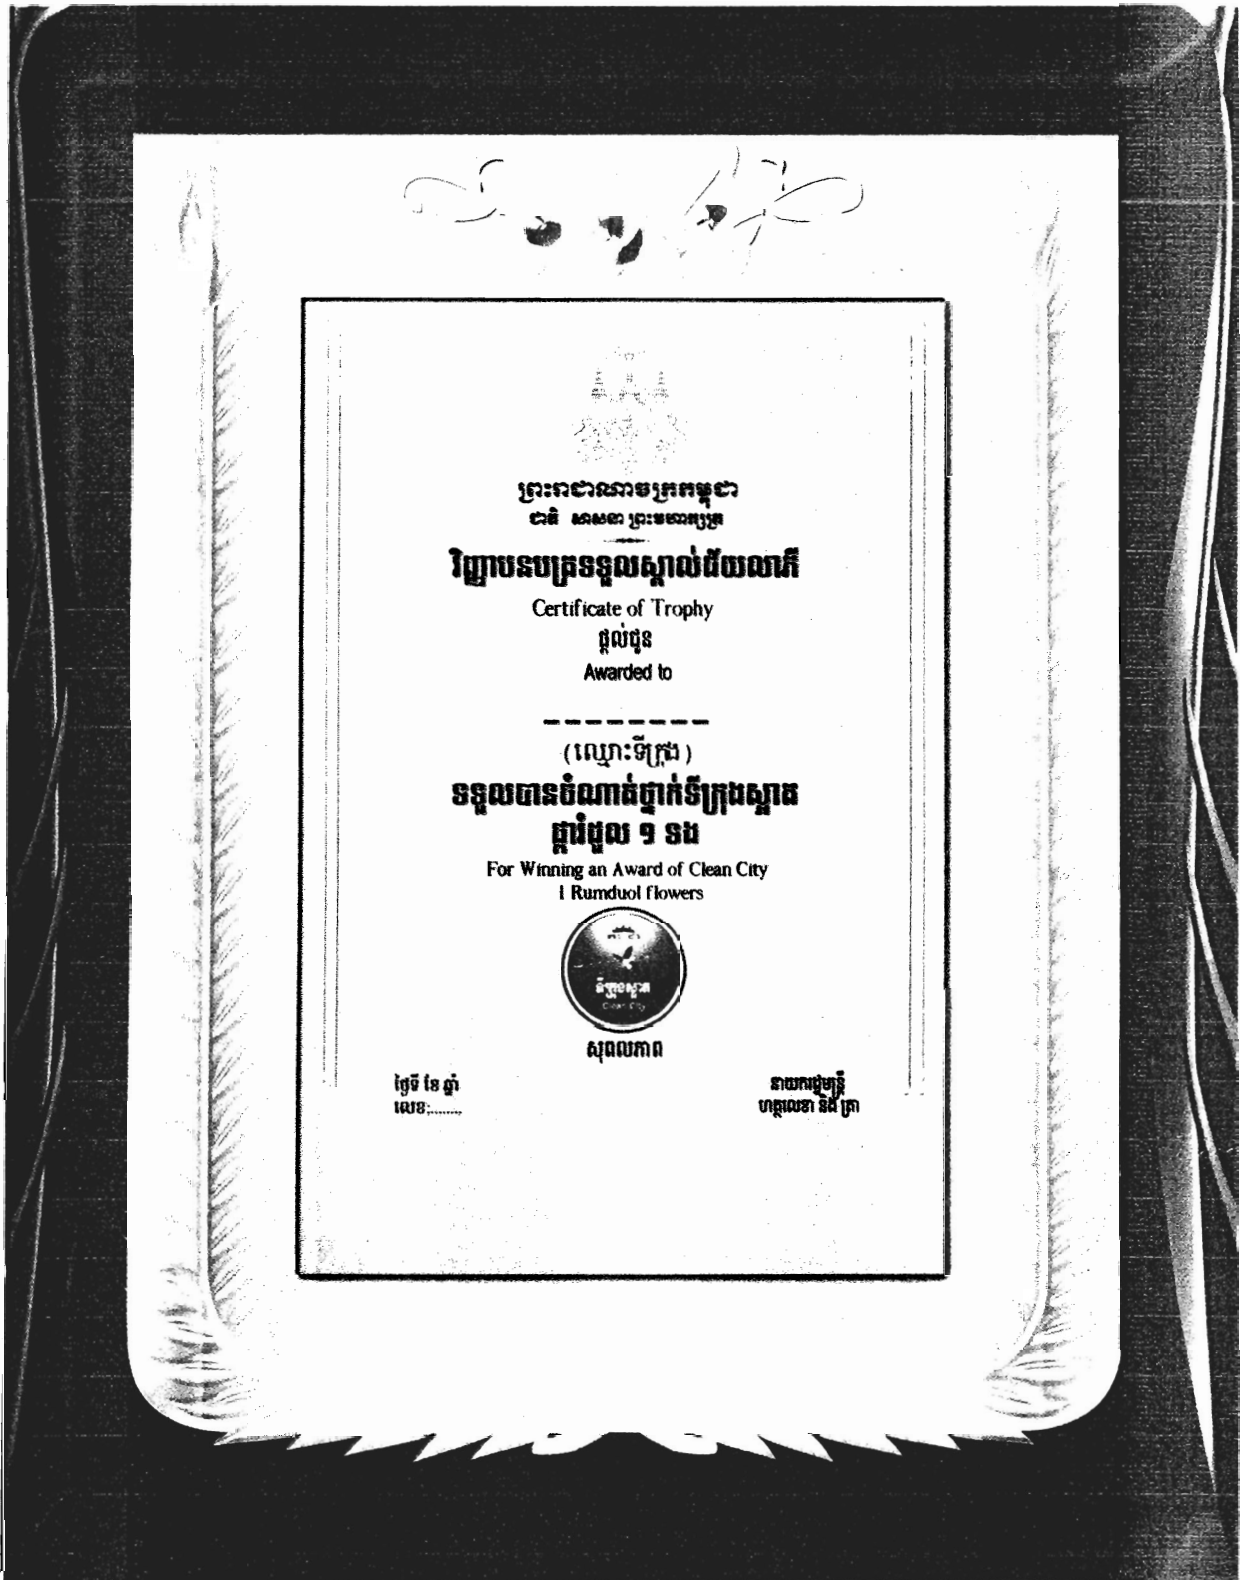 ព្រះរាជាណាចក្រកម្ពុជា
ជាតិ សាសនា ព្រះមហាក្សត្រ
វិញ្ញាបនបត្រទទួលស្គាល់ជ័យលាភី
Certificate of Trophy
ផ្តល់ជូន
Awarded to
(ឈ្មោះទីក្រុង)
ទទួលបានចំណាត់ថ្នាក់ទីក្រុងស្អាត
ផ្ការំដួល ១ ទង
For Winning an Award of Clean City
1 Rumduol flowers
ទីក្រុងស្អាត
Clean City
សុពលភាព
ថ្ងៃទី ខែ ឆ្នាំ
លេខ:........
នាយករដ្ឋមន្ត្រី
ហត្ថលេខា និង ត្រា